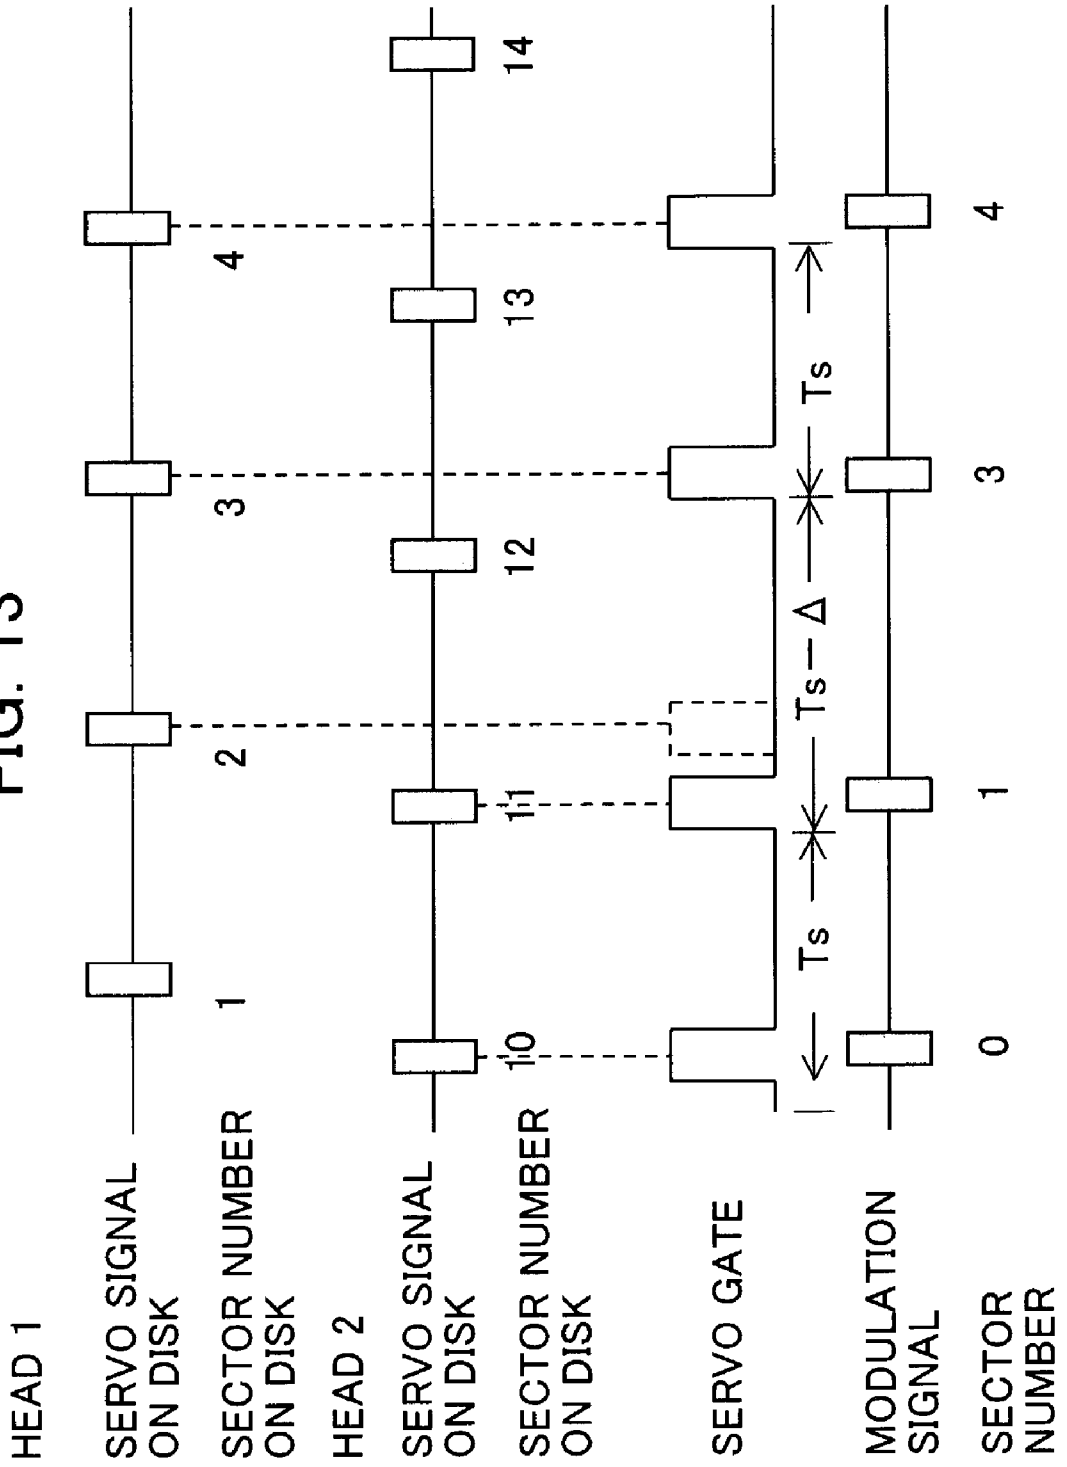 FIG. 13
HEAD 1
SERVO SIGNAL
ON DISK
SECTOR NUMBER
ON DISK
1 2 3 4
HEAD 2
SERVO SIGNAL
ON DISK
SECTOR NUMBER
ON DISK
10 11 12 13 14
SERVO GATE
Ts Ts—Δ Ts
MODULATION
SIGNAL
SECTOR
NUMBER
0 1 3 4